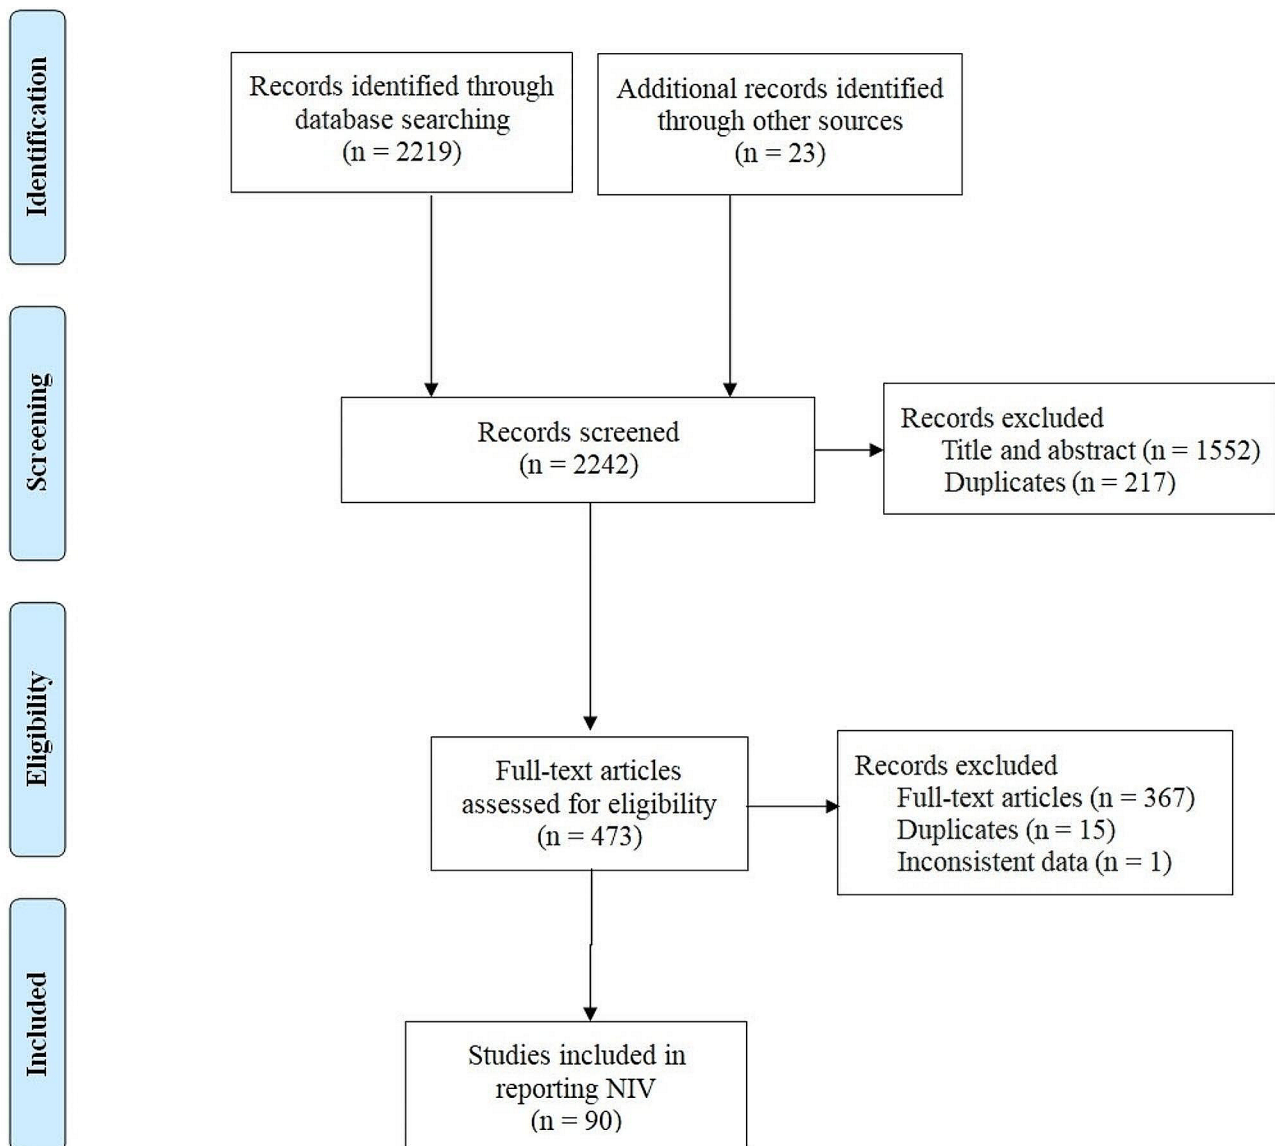 Identification
Records identified through
database searching
(n = 2219)
Additional records identified
through other sources
(n = 23)
Screening
Records screened
(n = 2242)
Records excluded
Title and abstract (n = 1552)
Duplicates (n = 217)
Eligibility
Full-text articles
assessed for eligibility
(n = 473)
Records excluded
Full-text articles (n = 367)
Duplicates (n = 15)
Inconsistent data (n = 1)
Included
Studies included in
reporting NIV
(n = 90)